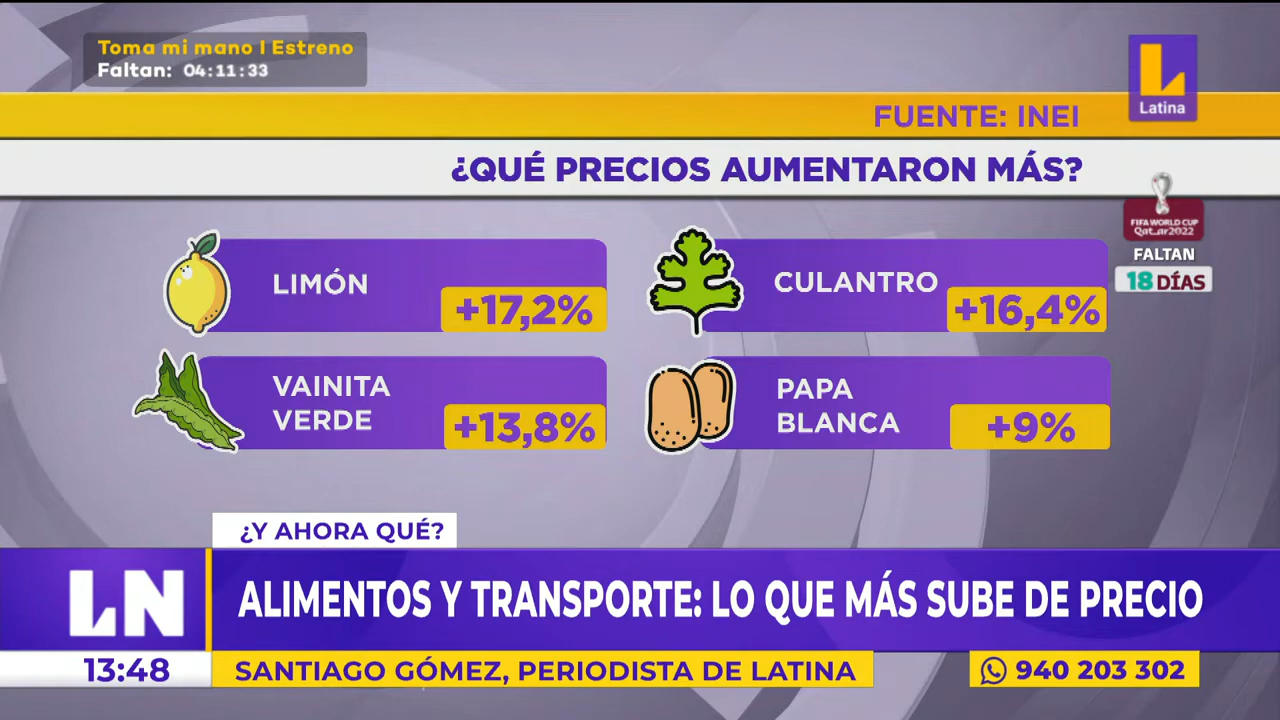 Toma mi mano | Estreno
Faltan: 04:11:33
Latina
FUENTE: INEI
¿QUÉ PRECIOS AUMENTARON MÁS?
FIFA WORLD CUP
Qatar2022
FALTAN
18 DÍAS
LIMÓN
+17,2%
CULANTRO
+16,4%
VAINITA
VERDE
+13,8%
PAPA
BLANCA
+9%
¿Y AHORA QUÉ?
LN
ALIMENTOS Y TRANSPORTE: LO QUE MÁS SUBE DE PRECIO
13:48
SANTIAGO GÓMEZ, PERIODISTA DE LATINA
940 203 302